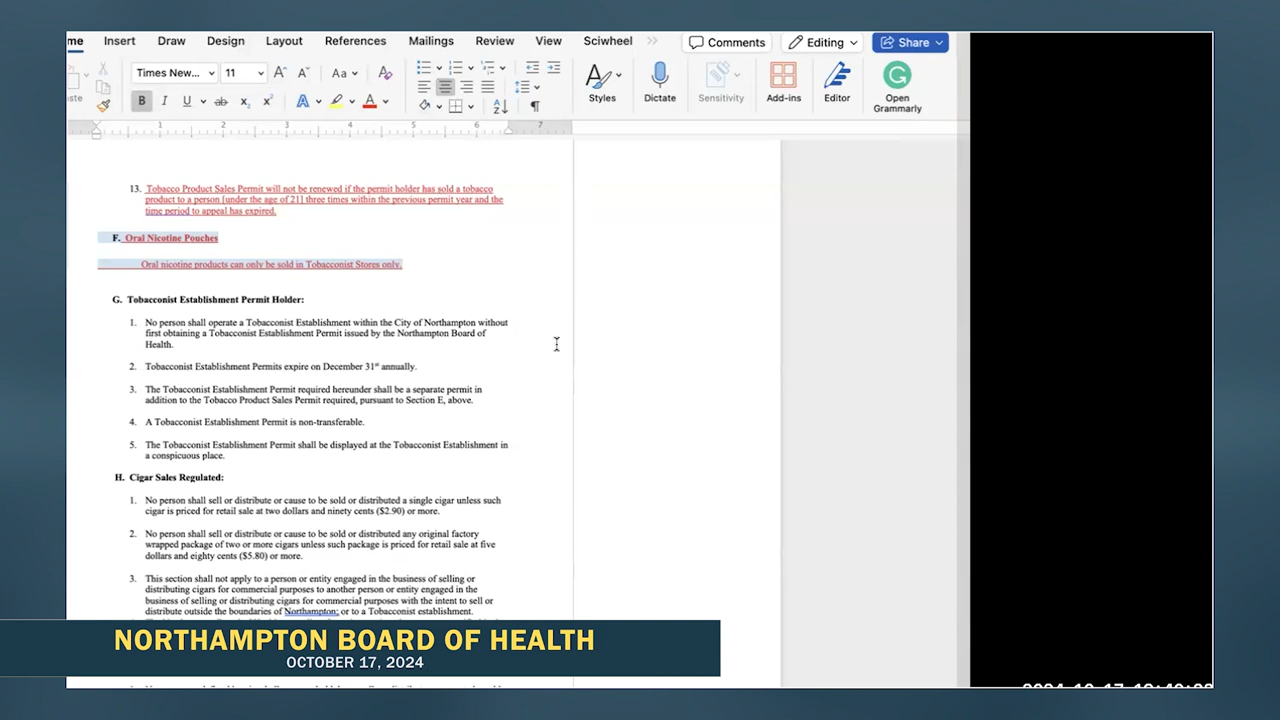 me Insert Draw Design Layout References Mailings Review View Sciwheel Comments Editing Share
Times New... 11 Aa
B I U ab x₂ x² A A
Styles Dictate Sensitivity Add-ins Editor Open Grammarly
1 2 3 4 5 6 7
13. Tobacco Product Sales Permit will not be renewed if the permit holder has sold a tobacco
product to a person [under the age of 21] three times within the previous permit year and the
time period to appeal has expired.
F. Oral Nicotine Pouches
Oral nicotine products can only be sold in Tobacconist Stores only.
G. Tobacconist Establishment Permit Holder:
1. No person shall operate a Tobacconist Establishment within the City of Northampton without
first obtaining a Tobacconist Establishment Permit issued by the Northampton Board of
Health.
2. Tobacconist Establishment Permits expire on December 31st annually.
3. The Tobacconist Establishment Permit required hereunder shall be a separate permit in
addition to the Tobacco Product Sales Permit required, pursuant to Section E, above.
4. A Tobacconist Establishment Permit is non-transferable.
5. The Tobacconist Establishment Permit shall be displayed at the Tobacconist Establishment in
a conspicuous place.
H. Cigar Sales Regulated:
1. No person shall sell or distribute or cause to be sold or distributed a single cigar unless such
cigar is priced for retail sale at two dollars and ninety cents ($2.90) or more.
2. No person shall sell or distribute or cause to be sold or distributed any original factory
wrapped package of two or more cigars unless such package is priced for retail sale at five
dollars and eighty cents ($5.80) or more.
3. This section shall not apply to a person or entity engaged in the business of selling or
distributing cigars for commercial purposes to another person or entity engaged in the
business of selling or distributing cigars for commercial purposes with the intent to sell or
distribute outside the boundaries of Northampton; or to a Tobacconist establishment.
NORTHAMPTON BOARD OF HEALTH
OCTOBER 17, 2024